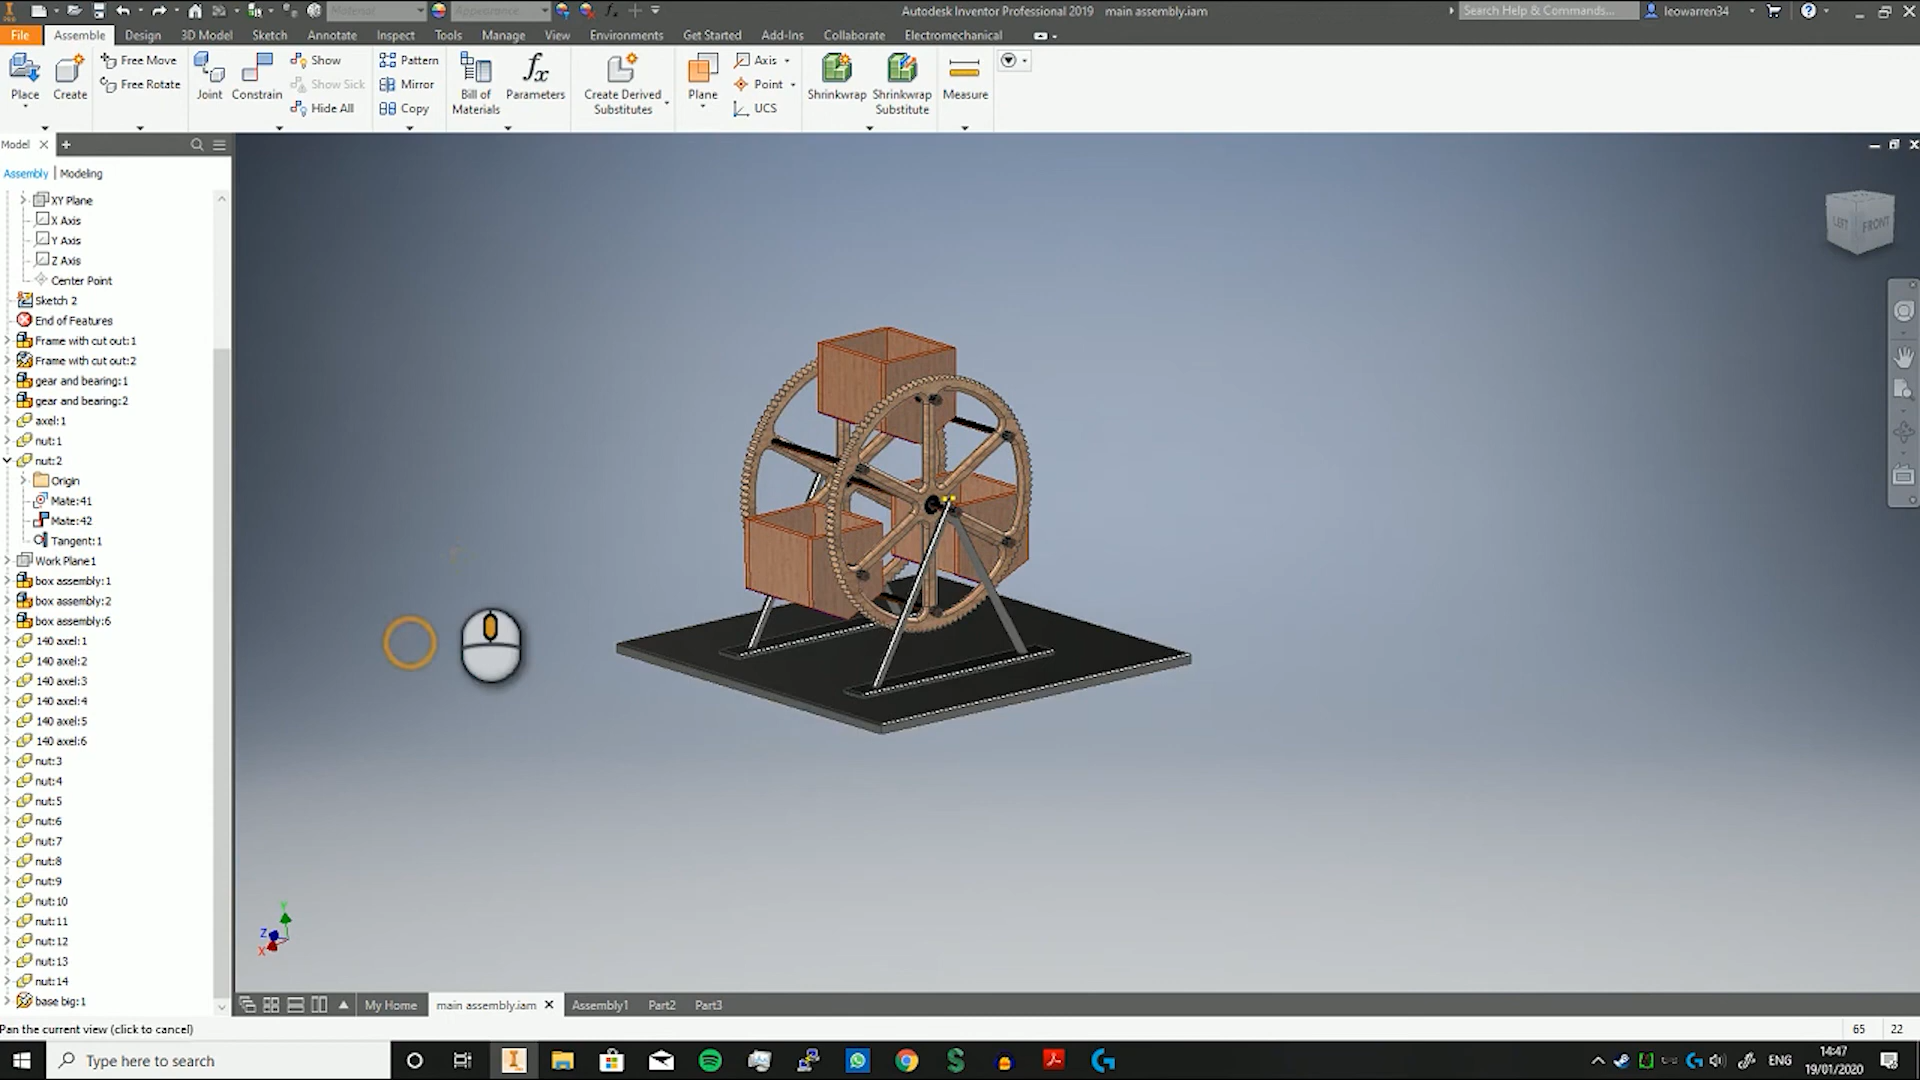 Material
Appearance
Autodesk Inventor Professional 2019 main assembly.iam
Search Help & Commands...
leowarren34
File Assemble Design 3D Model Sketch Annotate Inspect Tools Manage View Environments Get Started Add-Ins Collaborate Electromechanical
Place
Create
Free Move
Free Rotate
Joint
Constrain
Show
Show Sick
Hide All
Pattern
Mirror
Copy
Bill of
Materials
fx
Parameters
Create Derived
Substitutes
Plane
Axis
Point
UCS
Shrinkwrap
Shrinkwrap
Substitute
Measure
Model
Assembly | Modeling
XY Plane
X Axis
Y Axis
Z Axis
Center Point
Sketch 2
End of Features
Frame with cut out:1
Frame with cut out:2
gear and bearing:1
gear and bearing:2
axel:1
nut:1
nut:2
Origin
Mate:41
Mate:42
Tangent:1
Work Plane1
box assembly:1
box assembly:2
box assembly:6
140 axel:1
140 axel:2
140 axel:3
140 axel:4
140 axel:5
140 axel:6
nut:3
nut:4
nut:5
nut:6
nut:7
nut:8
nut:9
nut:10
nut:11
nut:12
nut:13
nut:14
base big:1
LEFT FRONT
Y
Z
X
My Home main assembly.iam Assembly1 Part2 Part3
Pan the current view (click to cancel)
65 22
Type here to search
ENG
14:47
19/01/2020